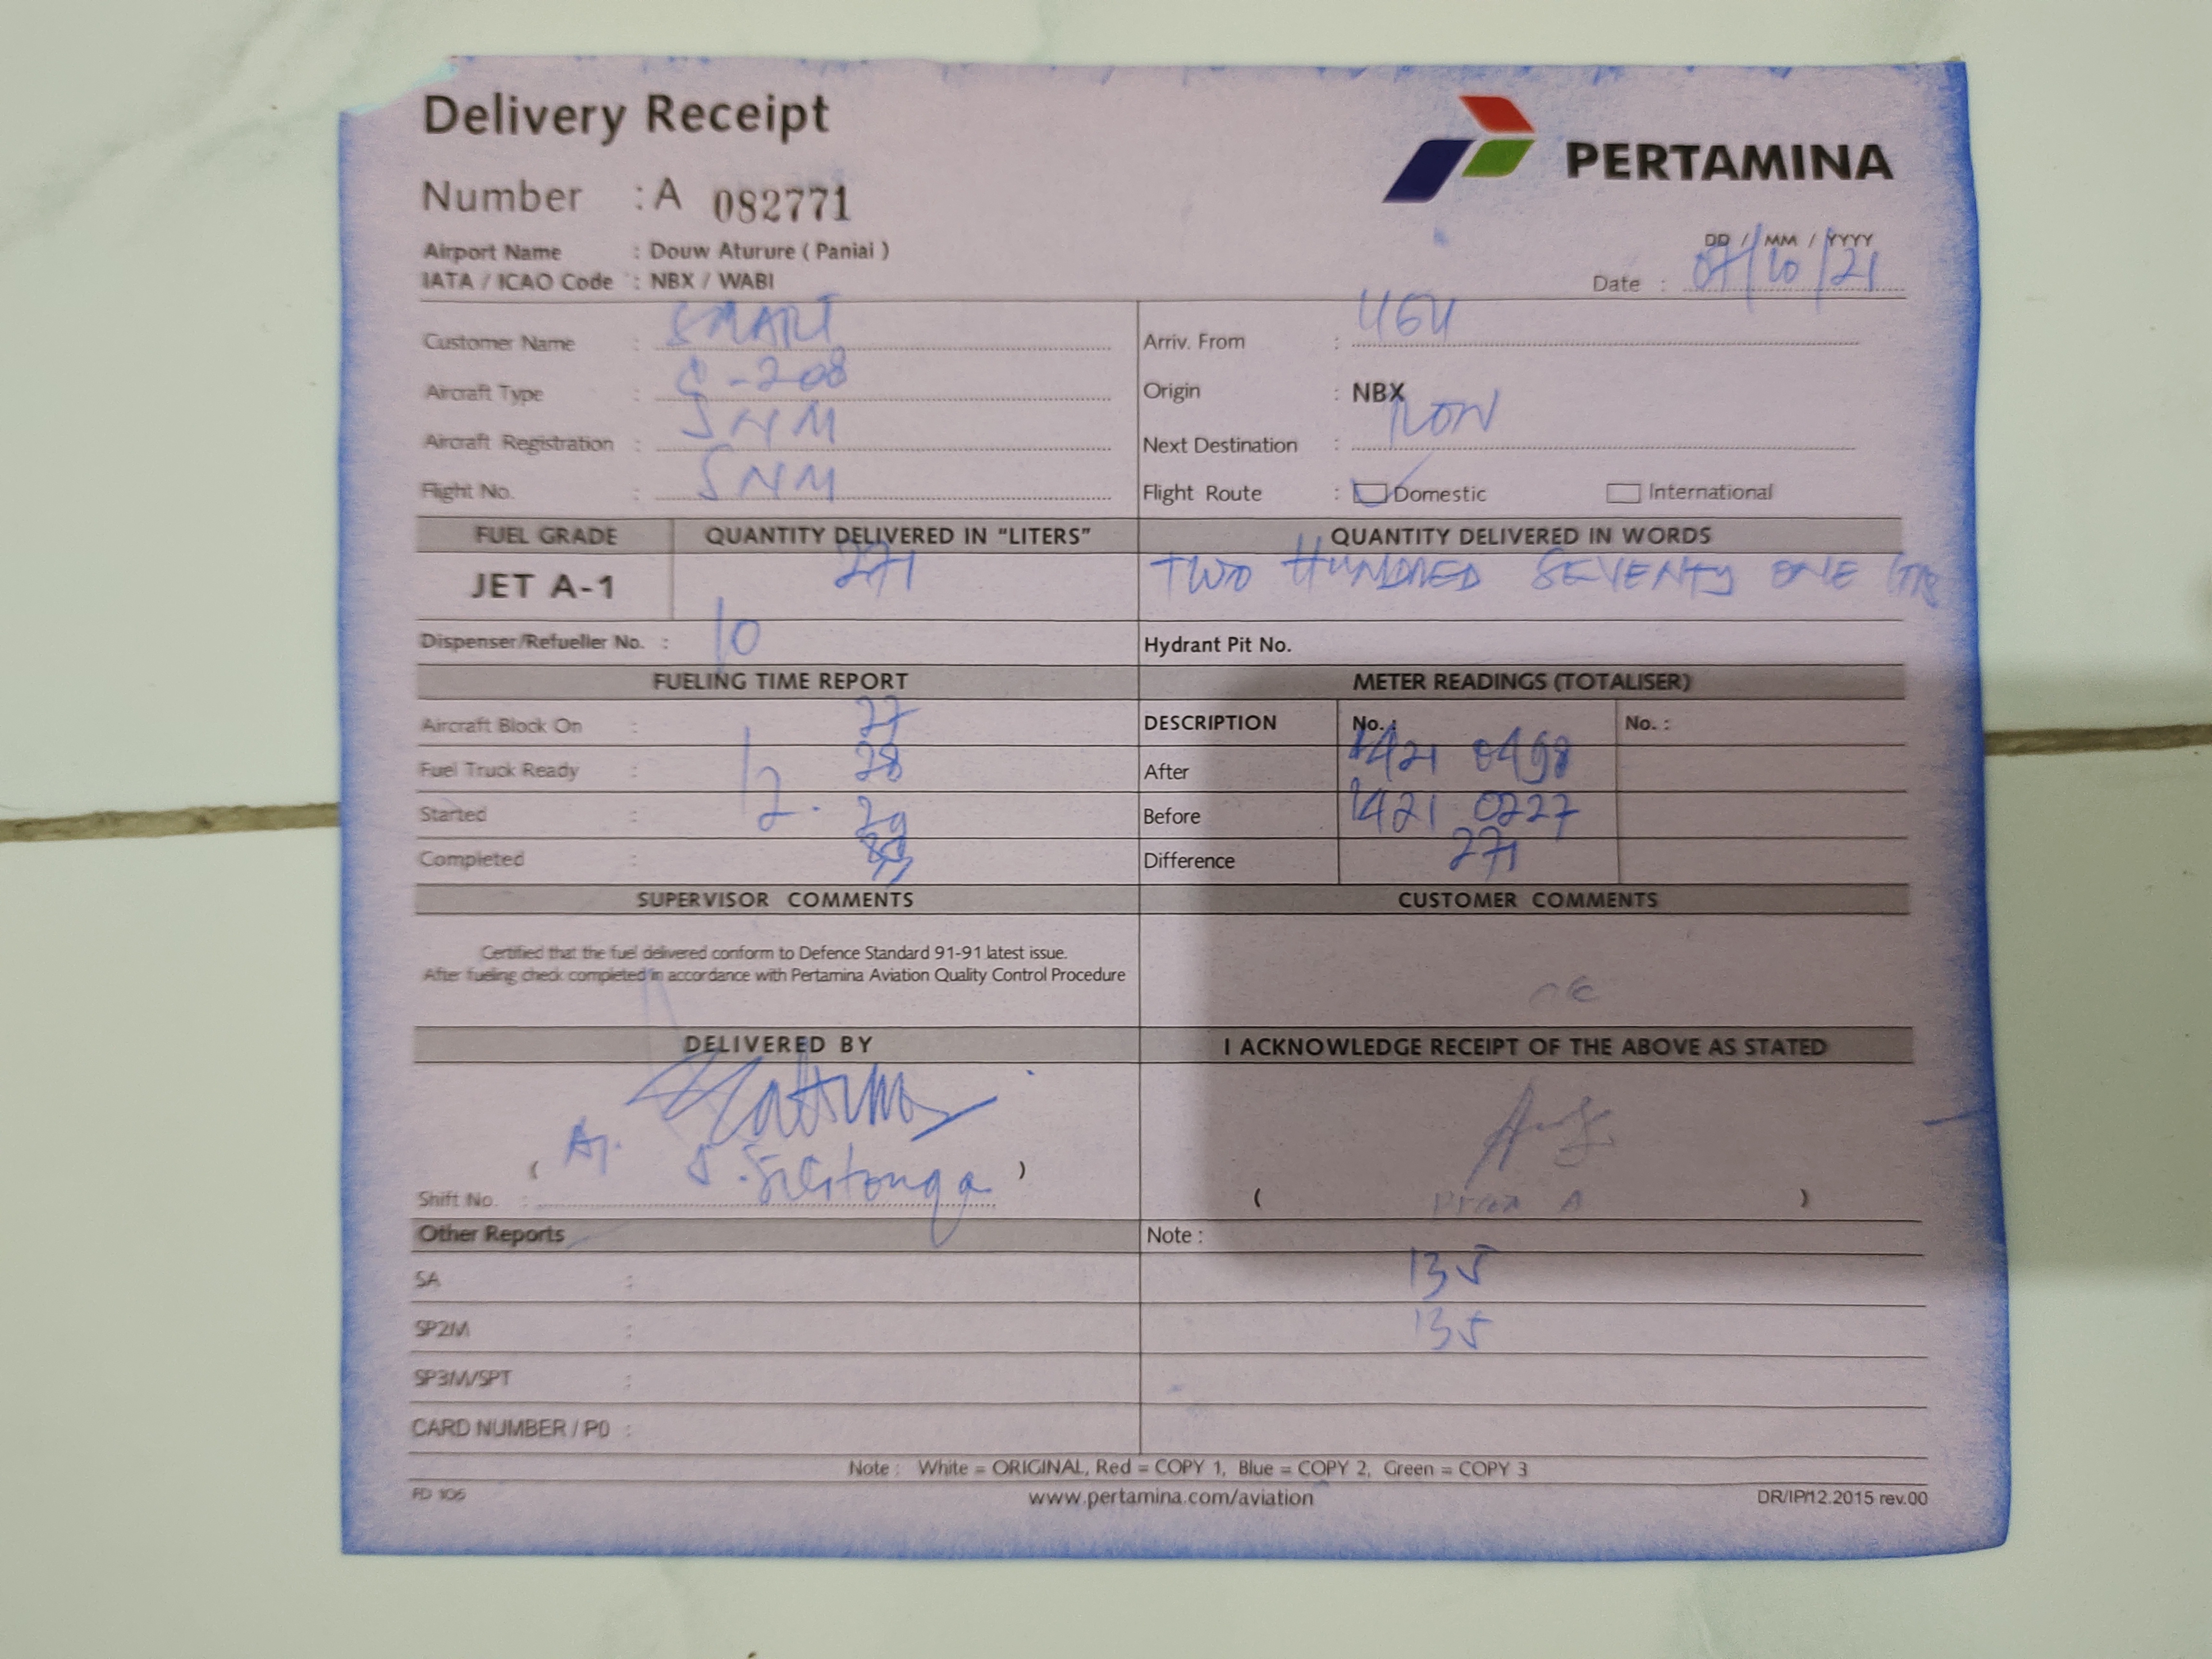 Delivery Receipt
PERTAMINA
Number : A 082771
Airport Name : Douw Aturure ( Paniai )
IATA / ICAO Code : NBX / WABI
DD / MM / YYYY
Date : 07/10/21
Customer Name : SMART
Aircraft Type : C-208
Aircraft Registration : SNM
Flight No. : SNM
Arriv. From :
Origin : NBX
Next Destination :
Flight Route : Domestic International
FUEL GRADE QUANTITY DELIVERED IN "LITERS" QUANTITY DELIVERED IN WORDS
JET A-1 271 TWO HUNDRED SEVENTY ONE
Dispenser/Refueller No. : 10 Hydrant Pit No.
FUELING TIME REPORT METER READINGS (TOTALISER)
Aircraft Block On : 27 DESCRIPTION No. : No. :
Fuel Truck Ready : 12. 28 After 1421 0498
Started : 29 Before 1421 0227
Completed : Difference 271
SUPERVISOR COMMENTS CUSTOMER COMMENTS
Certified that the fuel delivered conform to Defence Standard 91-91 latest issue.
After fueling check completed in accordance with Pertamina Aviation Quality Control Procedure
DELIVERED BY I ACKNOWLEDGE RECEIPT OF THE ABOVE AS STATED
( )
Shift No. :
( )
Other Reports Note :
SA : 135
SP2M : 135
SP3M/SPT :
CARD NUMBER / P0 :
Note : White = ORIGINAL, Red = COPY 1, Blue = COPY 2, Green = COPY 3
FD 106 www.pertamina.com/aviation DR/IP/12.2015 rev.00